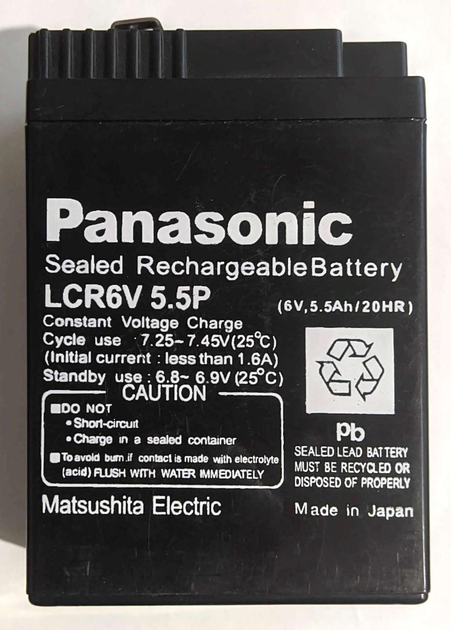 Panasonic
Sealed Rechargeable Battery
LCR6V 5.5P
(6V,5.5Ah/20HR)
Constant Voltage Charge
Cycle use : 7.25~7.45V(25°C)
(Initial current : less than 1.6A)
Standby use : 6.8~ 6.9V(25°C)
CAUTION
DO NOT
• Short-circuit
• Charge in a sealed container
To avoid burn.if contact is made with electrolyte
(acid) FLUSH WITH WATER IMMEDIATELY
Pb
SEALED LEAD BATTERY
MUST BE RECYCLED OR
DISPOSED OF PROPERLY
Matsushita Electric
Made in Japan